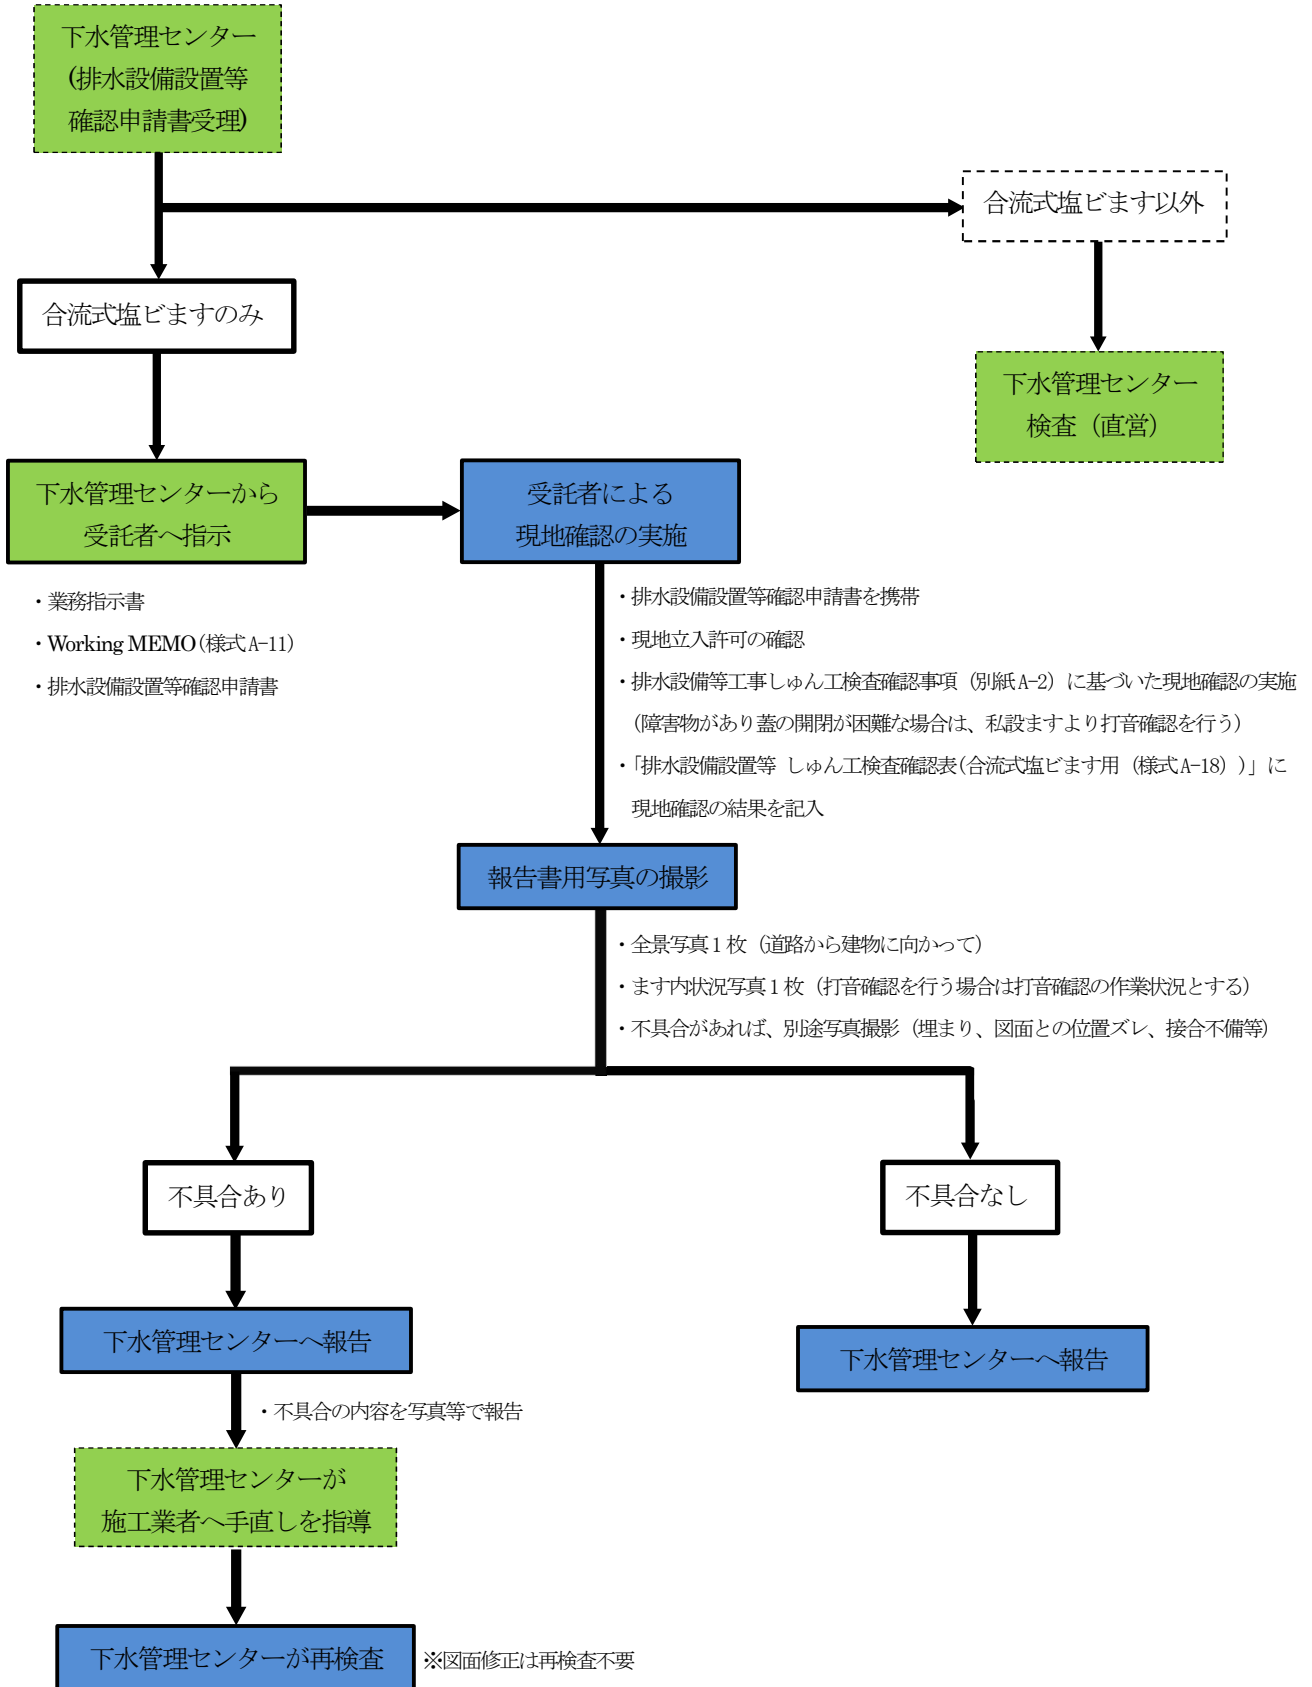 下水管理センター
(排水設備設置等
確認申請書受理)
合流式塩ビます以外
合流式塩ビますのみ
下水管理センター
検査（直営）
下水管理センターから
受託者へ指示
受託者による
現地確認の実施
・業務指示書
・Working MEMO(様式A-11)
・排水設備設置等確認申請書
・排水設備設置等確認申請書を携帯
・現地立入許可の確認
・排水設備等工事しゅん工検査確認事項（別紙A-2）に基づいた現地確認の実施
（障害物があり蓋の開閉が困難な場合は、私設ますより打音確認を行う）
・「排水設備設置等 しゅん工検査確認表(合流式塩ビます用（様式A-18）)」に
現地確認の結果を記入
報告書用写真の撮影
・全景写真1枚（道路から建物に向かって）
・ます内状況写真1枚（打音確認を行う場合は打音確認の作業状況とする）
・不具合があれば、別途写真撮影（埋まり、図面との位置ズレ、接合不備等）
不具合あり
不具合なし
下水管理センターへ報告
下水管理センターへ報告
・不具合の内容を写真等で報告
下水管理センターが
施工業者へ手直しを指導
下水管理センターが再検査
※図面修正は再検査不要